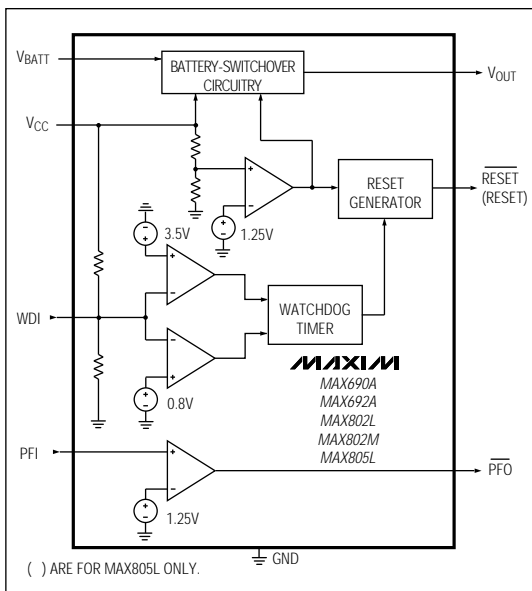 VBATT
BATTERY-SWITCHOVER
CIRCUITRY
VOUT
VCC
RESET
GENERATOR
RESET
(RESET)
3.5V
1.25V
WDI
WATCHDOG
TIMER
0.8V
MAXIM
MAX690A
MAX692A
MAX802L
MAX802M
MAX805L
PFI
PFO
1.25V
GND
( ) ARE FOR MAX805L ONLY.